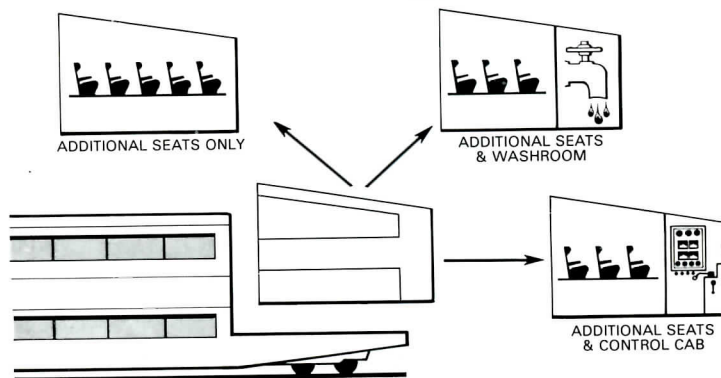 ADDITIONAL SEATS ONLY
ADDITIONAL SEATS
& WASHROOM
ADDITIONAL SEATS
& CONTROL CAB